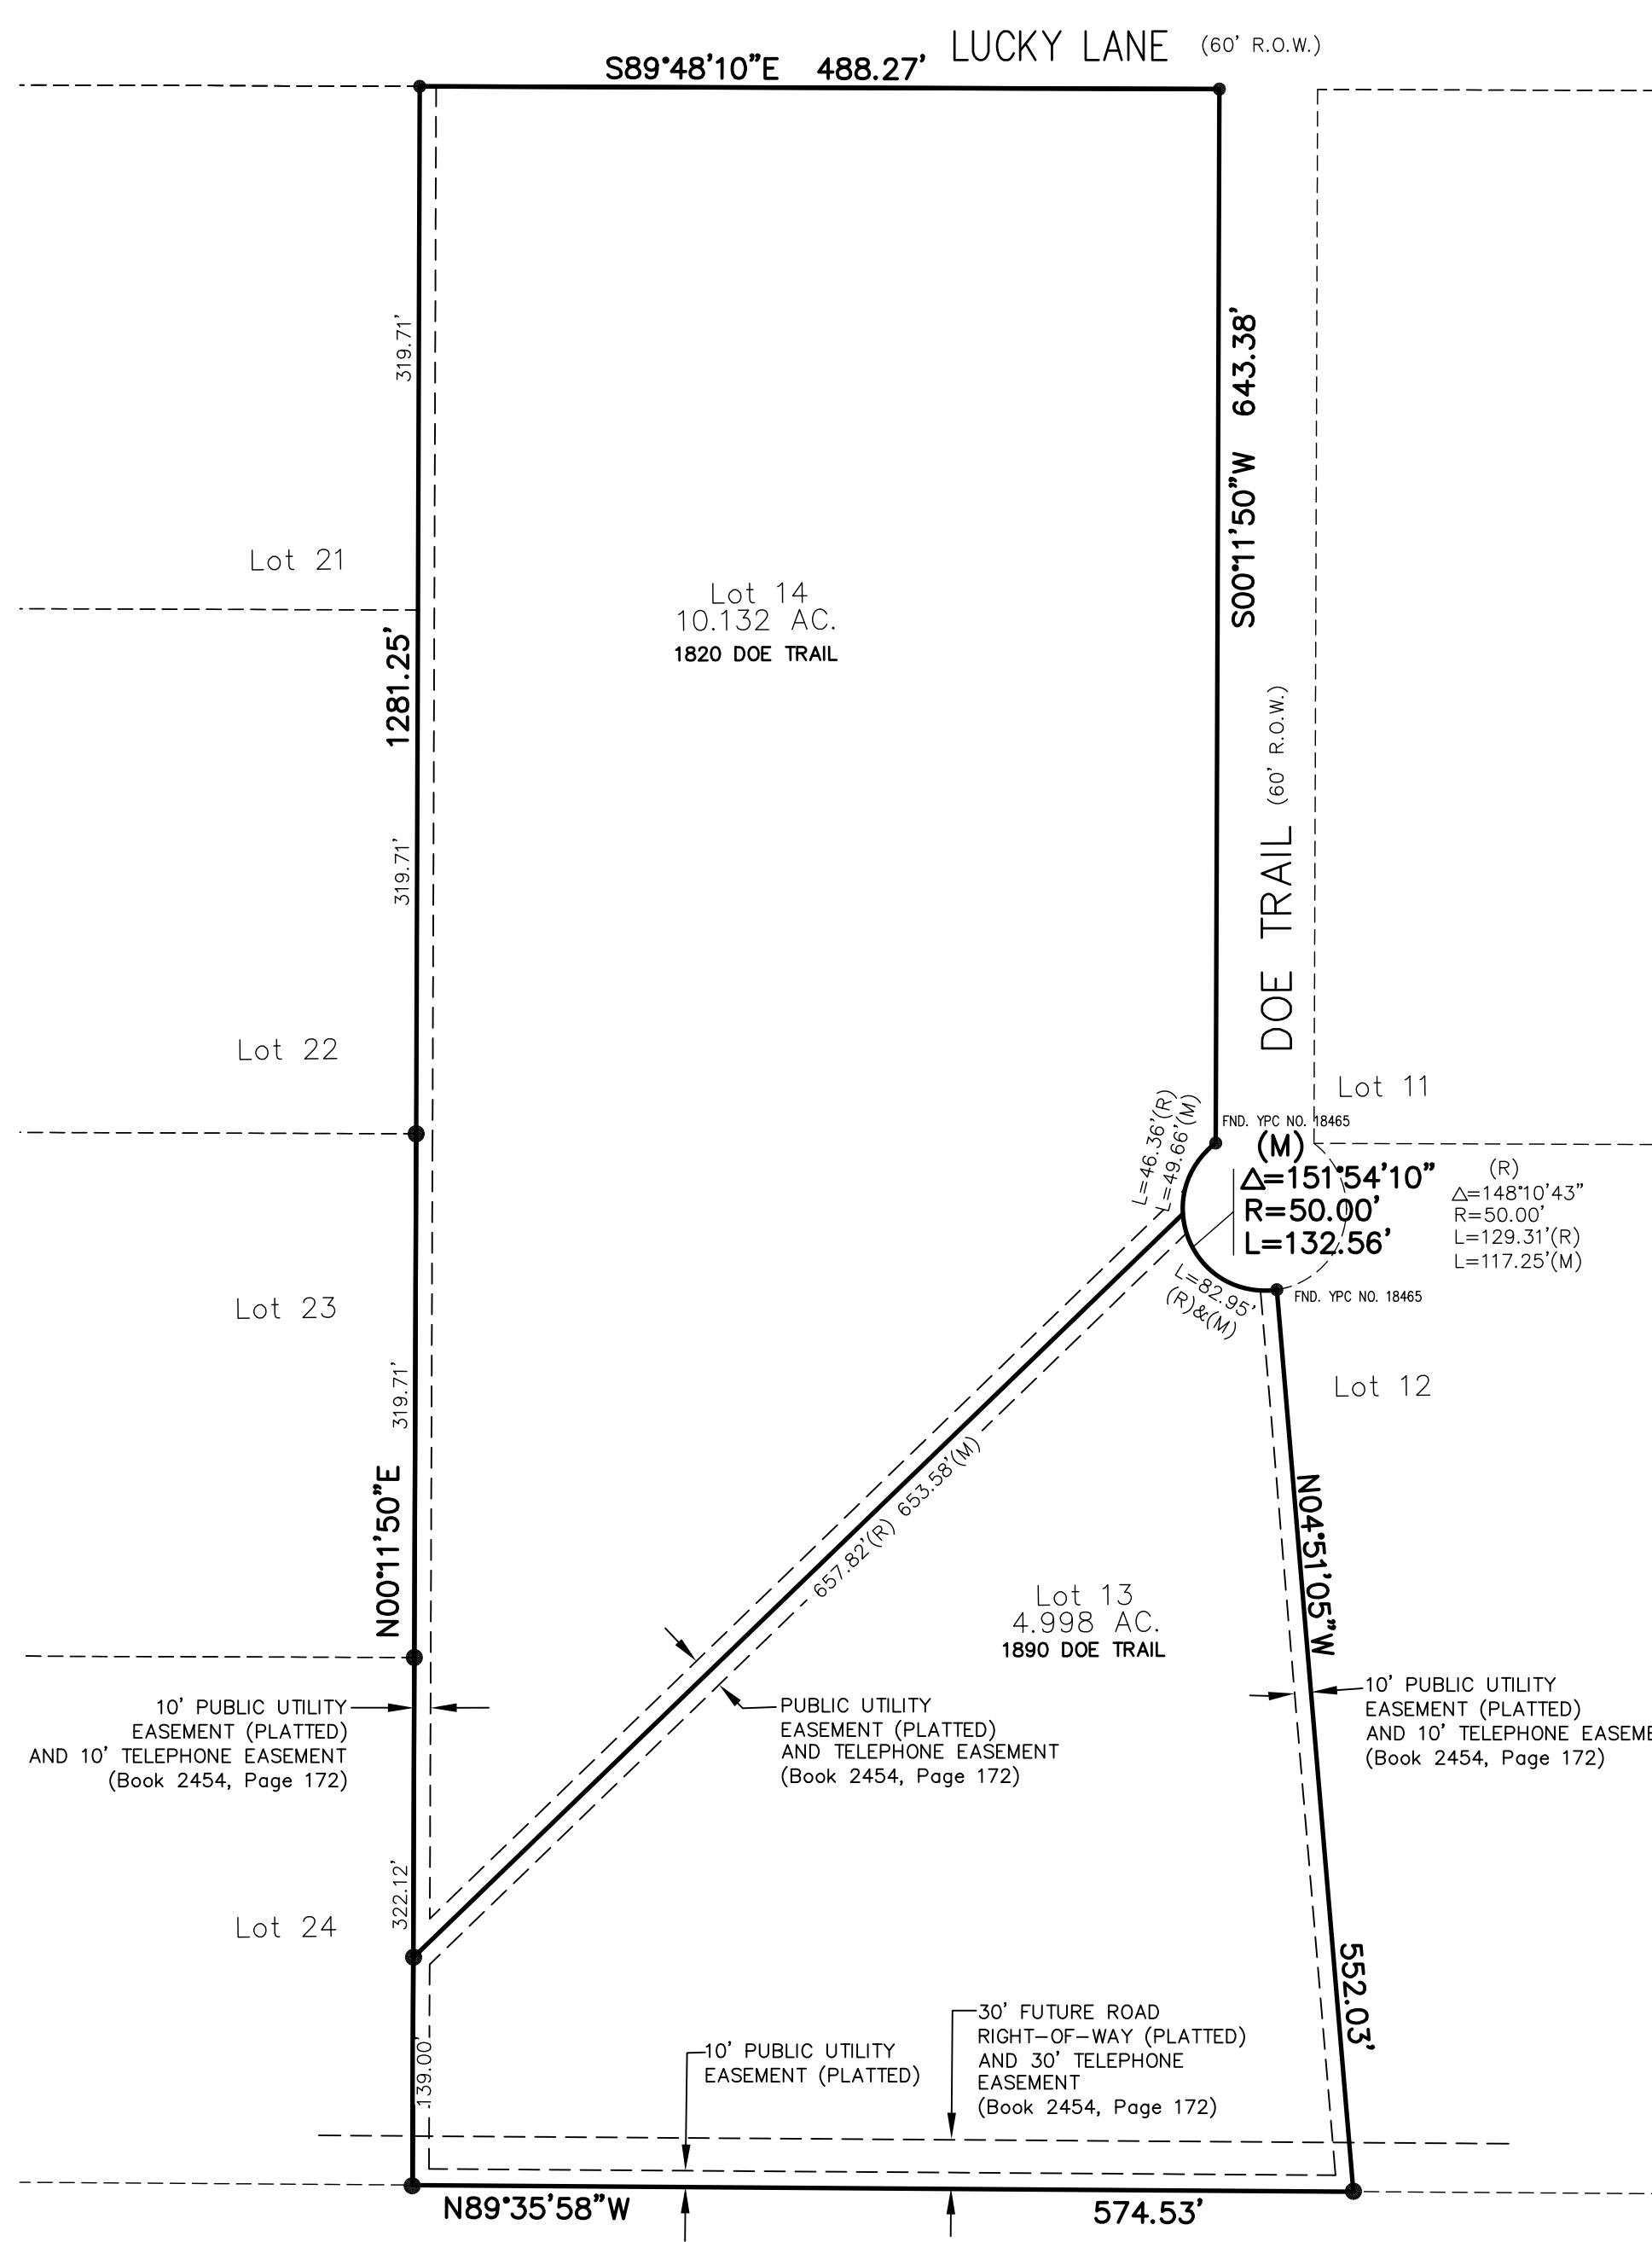 LUCKY LANE (60' R.O.W.)
S89°48'10"E 488.27'
319.71'
S00°11'50"W 643.38'
Lot 21
Lot 14
10.132 AC.
1820 DOE TRAIL
1281.25'
DOE TRAIL (60' R.O.W.)
319.71'
Lot 22
Lot 11
L=46.36'(R)
L=49.66'(M)
FND. YPC NO. 18465
(M)
Δ=151°54'10"
R=50.00'
L=132.56'
(R)
Δ=148°10'43"
R=50.00'
L=129.31'(R)
L=117.25'(M)
L=82.95'
(R)&(M)
FND. YPC NO. 18465
Lot 23
319.71'
Lot 12
N00°11'50"E
657.82'(R) 653.58'(M)
N04°51'05"W
Lot 13
4.998 AC.
1890 DOE TRAIL
10' PUBLIC UTILITY
EASEMENT (PLATTED)
AND 10' TELEPHONE EASEMENT
(Book 2454, Page 172)
PUBLIC UTILITY
EASEMENT (PLATTED)
AND TELEPHONE EASEMENT
(Book 2454, Page 172)
10' PUBLIC UTILITY
EASEMENT (PLATTED)
AND 10' TELEPHONE EASEME
(Book 2454, Page 172)
322.12'
Lot 24
552.03'
139.00'
10' PUBLIC UTILITY
EASEMENT (PLATTED)
30' FUTURE ROAD
RIGHT-OF-WAY (PLATTED)
AND 30' TELEPHONE
EASEMENT
(Book 2454, Page 172)
N89°35'58"W 574.53'